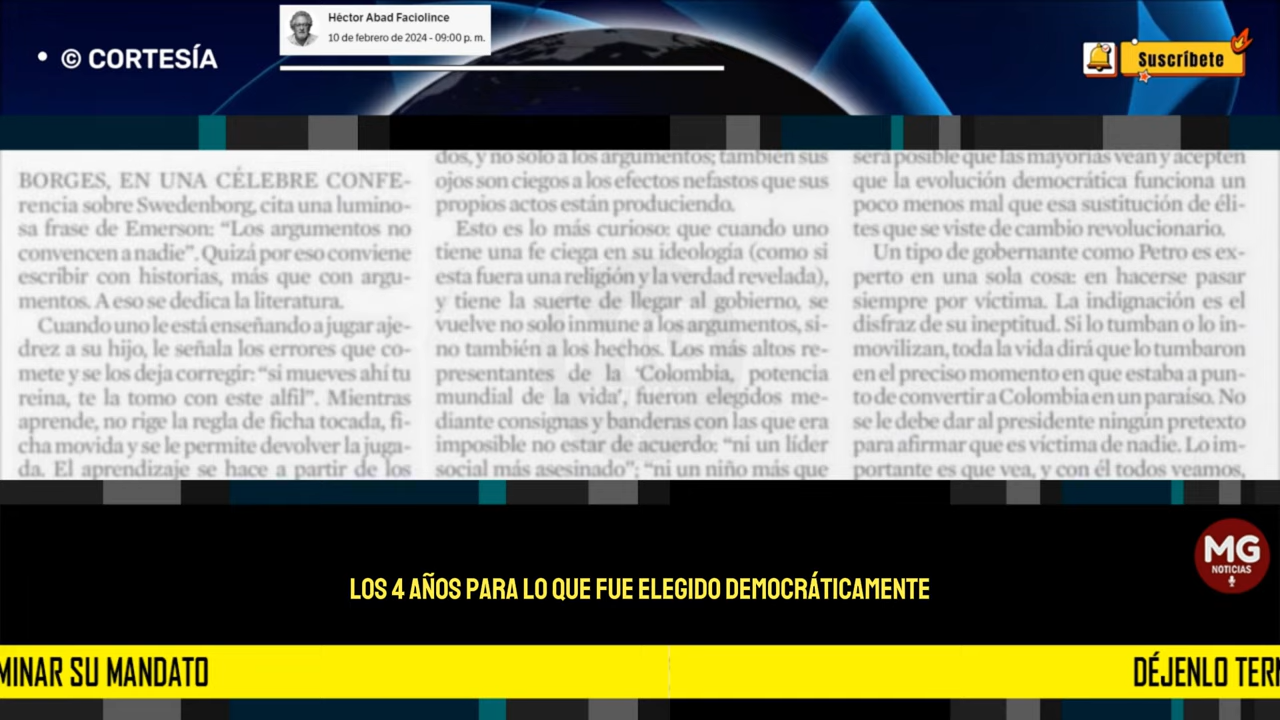 Héctor Abad Faciolince
10 de febrero de 2024 - 09:00 p. m.
• © CORTESÍA
Suscríbete
BORGES, EN UNA CÉLEBRE CONFE-
rencia sobre Swedenborg, cita una lumino-
sa frase de Emerson: “Los argumentos no
convencen a nadie”. Quizá por eso conviene
escribir con historias, más que con argu-
mentos. A eso se dedica la literatura.
Cuando uno le está enseñando a jugar aje-
drez a su hijo, le señala los errores que co-
mete y se los deja corregir: “si mueves ahí tu
reina, te la tomo con este alfil”. Mientras
aprende, no rige la regla de ficha tocada, fi-
cha movida y se le permite devolver la juga-
da. El aprendizaje se hace a partir de los
dos, y no solo a los argumentos; también sus
ojos son ciegos a los efectos nefastos que sus
propios actos están produciendo.
Esto es lo más curioso: que cuando uno
tiene una fe ciega en su ideología (como si
esta fuera una religión y la verdad revelada),
y tiene la suerte de llegar al gobierno, se
vuelve no solo inmune a los argumentos, si-
no también a los hechos. Los más altos re-
presentantes de la ‘Colombia, potencia
mundial de la vida’, fueron elegidos me-
diante consignas y banderas con las que era
imposible no estar de acuerdo: “ni un líder
social más asesinado”; “ni un niño más que
será posible que las mayorías vean y acepten
que la evolución democrática funciona un
poco menos mal que esa sustitución de éli-
tes que se viste de cambio revolucionario.
Un tipo de gobernante como Petro es ex-
perto en una sola cosa: en hacerse pasar
siempre por víctima. La indignación es el
disfraz de su ineptitud. Si lo tumban o lo in-
movilizan, toda la vida dirá que lo tumbaron
en el preciso momento en que estaba a pun-
to de convertir a Colombia en un paraíso. No
se le debe dar al presidente ningún pretexto
para afirmar que es víctima de nadie. Lo im-
portante es que vea, y con él todos veamos,
MG
NOTICIAS
LOS 4 AÑOS PARA LO QUE FUE ELEGIDO DEMOCRÁTICAMENTE
MINAR SU MANDATO
DÉJENLO TERM